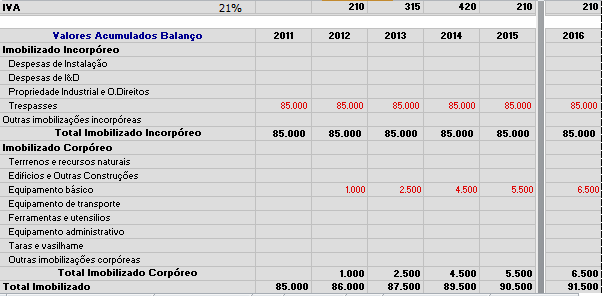 IVA 21% 210 315 420 210 210
Valores Acumulados Balanço 2011 2012 2013 2014 2015 2016
Imobilizado Incorpóreo
Despesas de Instalação
Despesas de I&D
Propriedade Industrial e O.Direitos
Trespasses 85.000 85.000 85.000 85.000 85.000 85.000
Outras imobilizações incorpóreas
Total Imobilizado Incorpóreo 85.000 85.000 85.000 85.000 85.000 85.000
Imobilizado Corpóreo
Terrrenos e recursos naturais
Edificios e Outras Construções
Equipamento básico 1.000 2.500 4.500 5.500 6.500
Equipamento de transporte
Ferramentas e utensilios
Equipamento administrativo
Taras e vasilhame
Outras imobilizações corpóreas
Total Imobilizado Corpóreo 1.000 2.500 4.500 5.500 6.500
Total Imobilizado 85.000 86.000 87.500 89.500 90.500 91.500